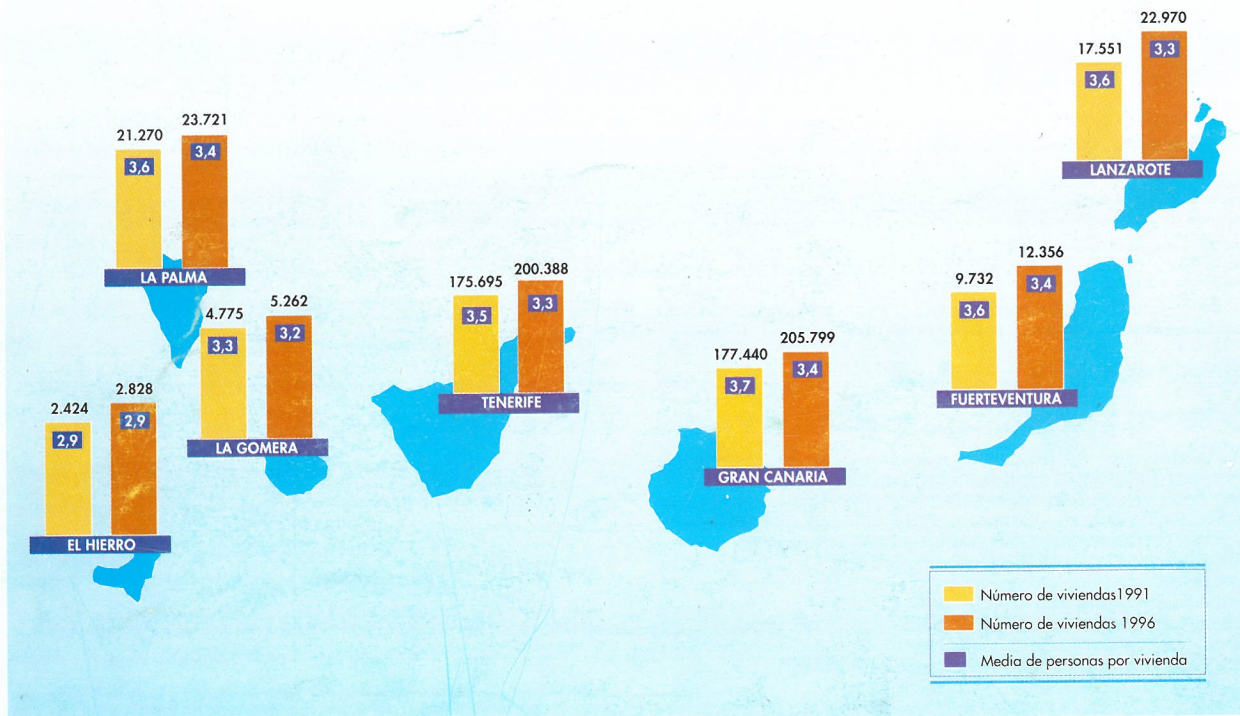 22.970
17.551
3,3
3,6
LANZAROTE
23.721
21.270
3,4
3,6
LA PALMA
12.356
9.732
3,4
3,6
FUERTEVENTURA
200.388
175.695
3,3
3,5
TENERIFE
5.262
4.775
3,2
3,3
LA GOMERA
205.799
177.440
3,4
3,7
GRAN CANARIA
2.828
2.424
2,9
2,9
EL HIERRO
Número de viviendas1991
Número de viviendas 1996
Media de personas por vivienda